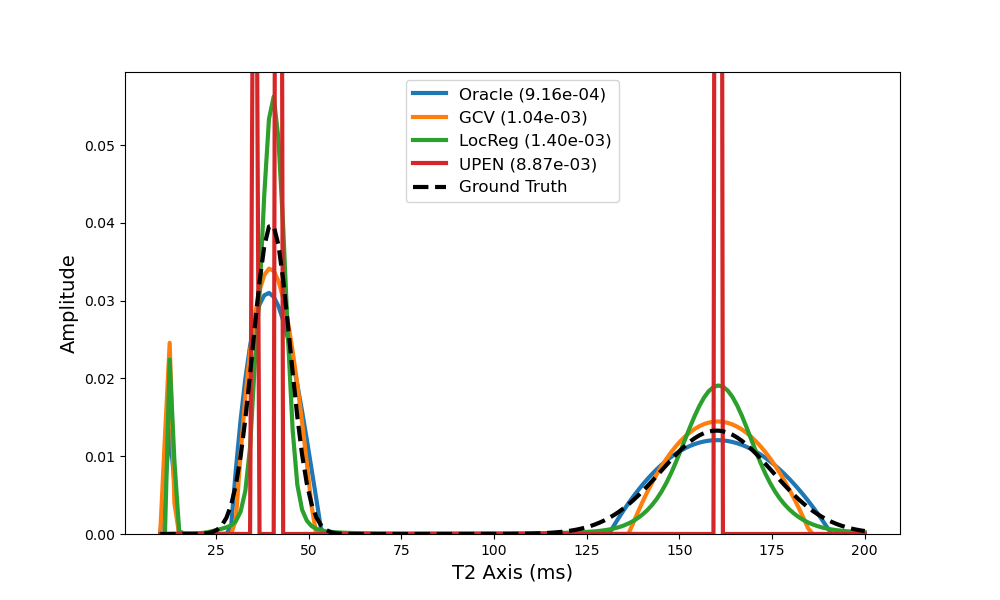 Oracle (9.16e-04)
GCV (1.04e-03)
LocReg (1.40e-03)
UPEN (8.87e-03)
Ground Truth
Amplitude
0.05
0.04
0.03
0.02
0.01
0.00
25 50 75 100 125 150 175 200
T2 Axis (ms)